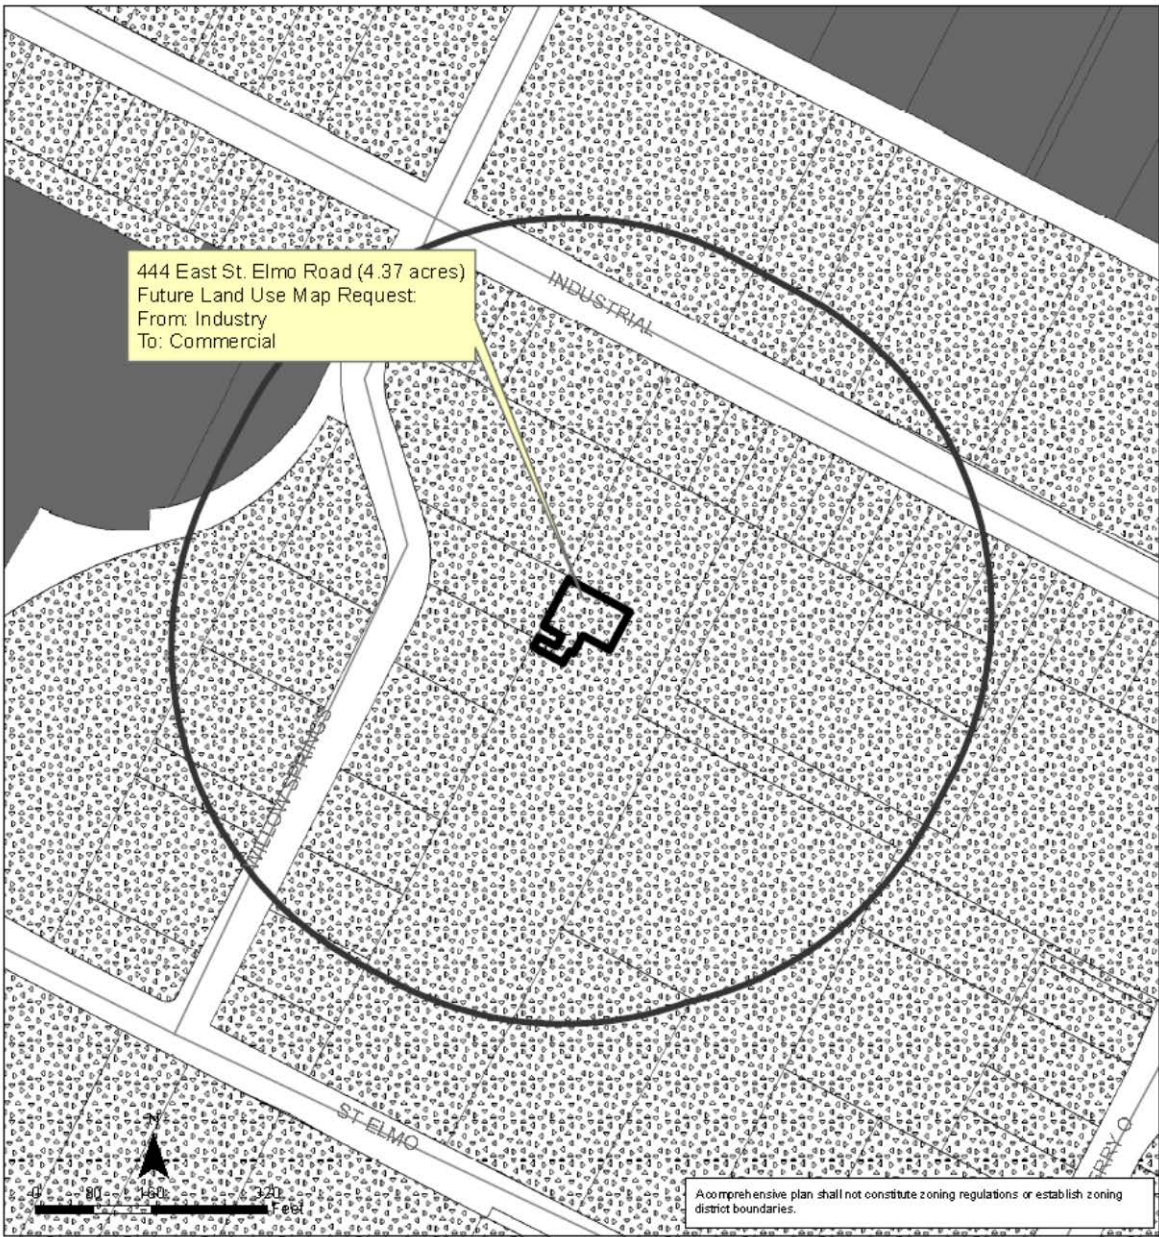 444 East St. Elmo Road (4.37 acres)
Future Land Use Map Request:
From: Industry
To: Commercial
INDUSTRIAL
WILLOW SPRINGS
ST ELMO
RRY O
N
0 80 160 320
Feet
A comprehensive plan shall not constitute zoning regulations or establish zoning
district boundaries.